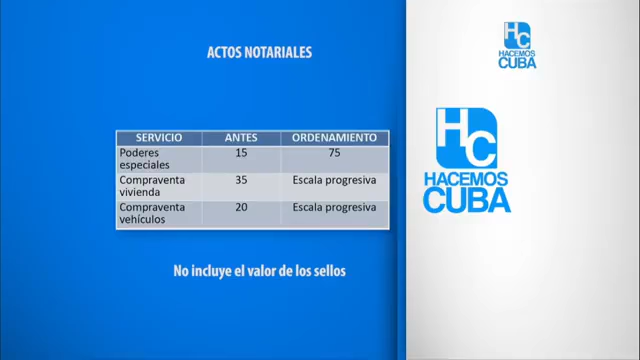 ACTOS NOTARIALES
HC
HACEMOS
CUBA
SERVICIO ANTES ORDENAMIENTO
Poderes especiales 15 75
Compraventa vivienda 35 Escala progresiva
Compraventa vehículos 20 Escala progresiva
HC
HACEMOS
CUBA
No incluye el valor de los sellos